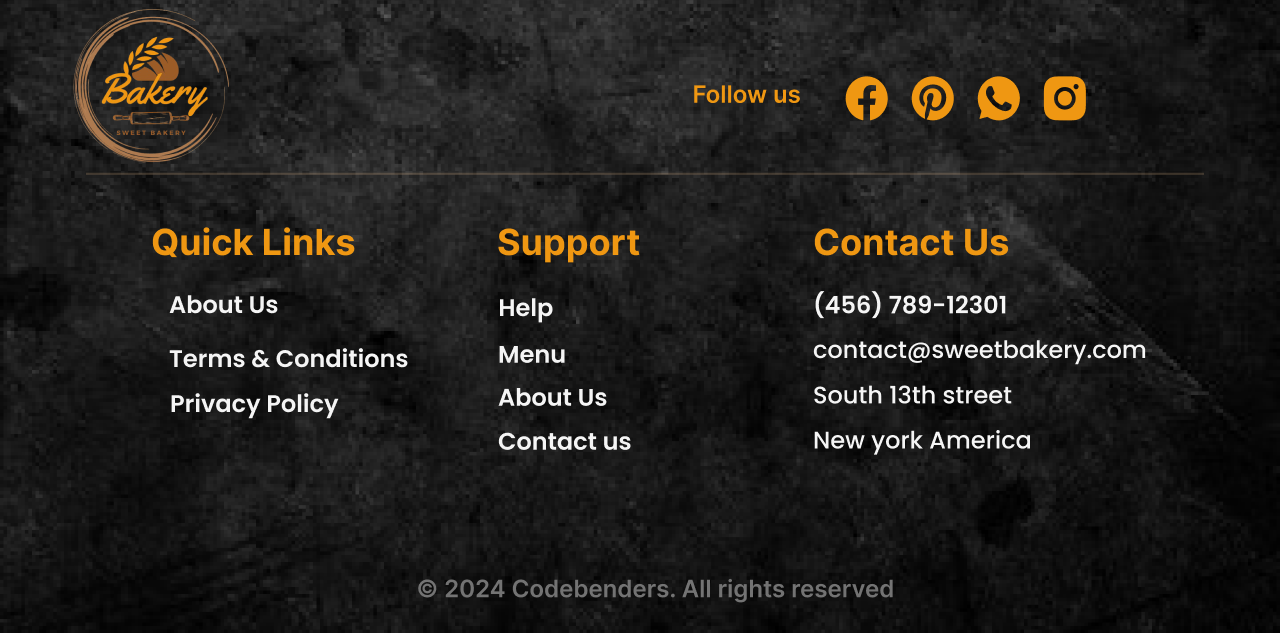 Bakery
SWEET BAKERY
Follow us
Quick Links
About Us
Terms & Conditions
Privacy Policy
Support
Help
Menu
About Us
Contact us
Contact Us
(456) 789-12301
contact@sweetbakery.com
South 13th street
New york America
© 2024 Codebenders. All rights reserved